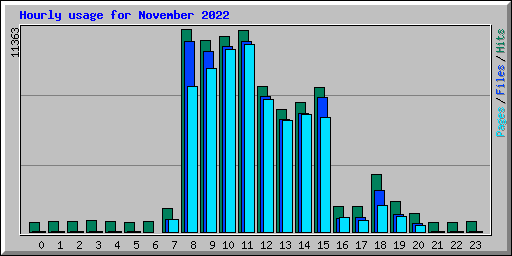 Hourly usage for November 2022
11363
Pages / Files / Hits
0 1 2 3 4 5 6 7 8 9 10 11 12 13 14 15 16 17 18 19 20 21 22 23